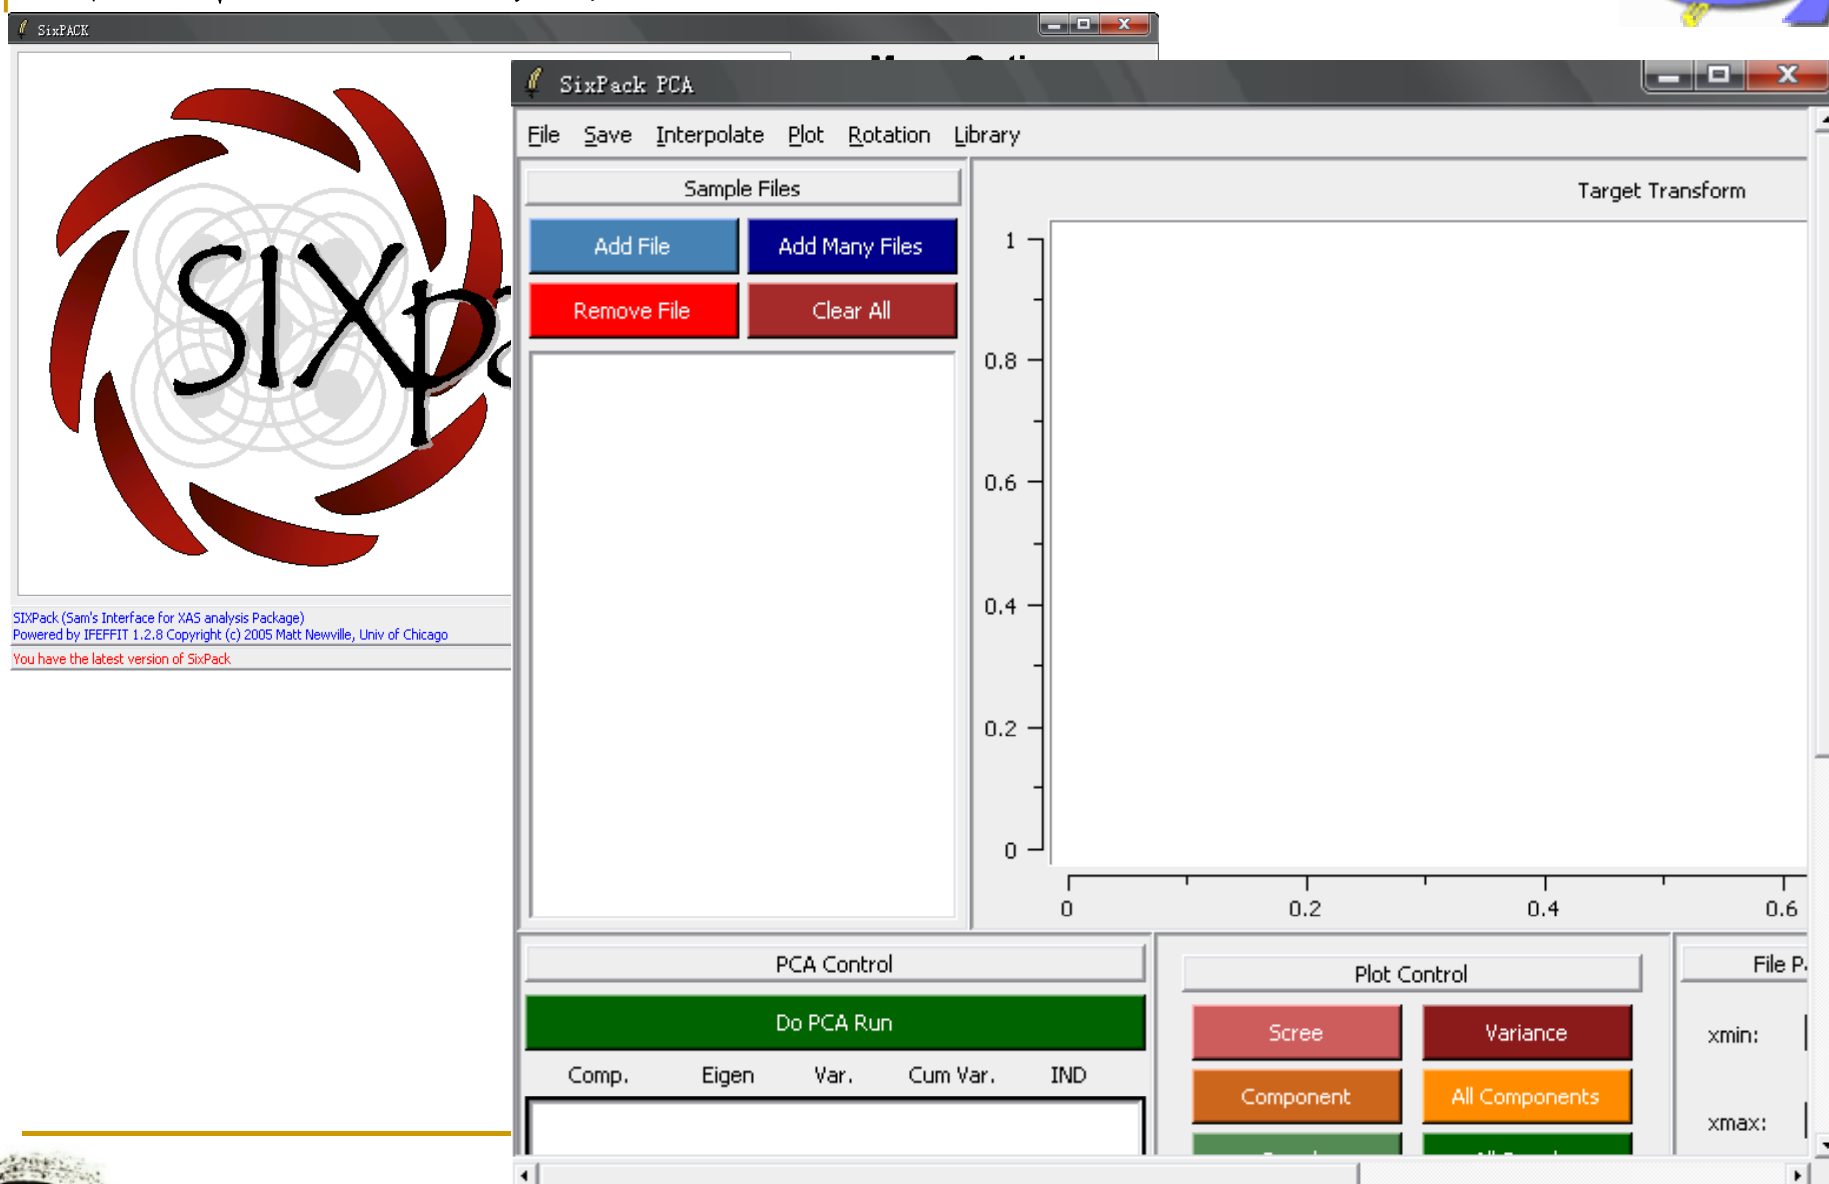 SixPACK
SIXp
SIXPack (Sam's Interface for XAS analysis Package)
Powered by IFEFFIT 1.2.8 Copyright (c) 2005 Matt Newville, Univ of Chicago
You have the latest version of SixPack
SixPack PCA
File Save Interpolate Plot Rotation Library
Sample Files
Add File Add Many Files
Remove File Clear All
Target Transform
1
0.8
0.6
0.4
0.2
0
0 0.2 0.4 0.6
PCA Control
Do PCA Run
Comp. Eigen Var. Cum Var. IND
Plot Control
Scree Variance
Component All Components
File
xmin:
xmax: